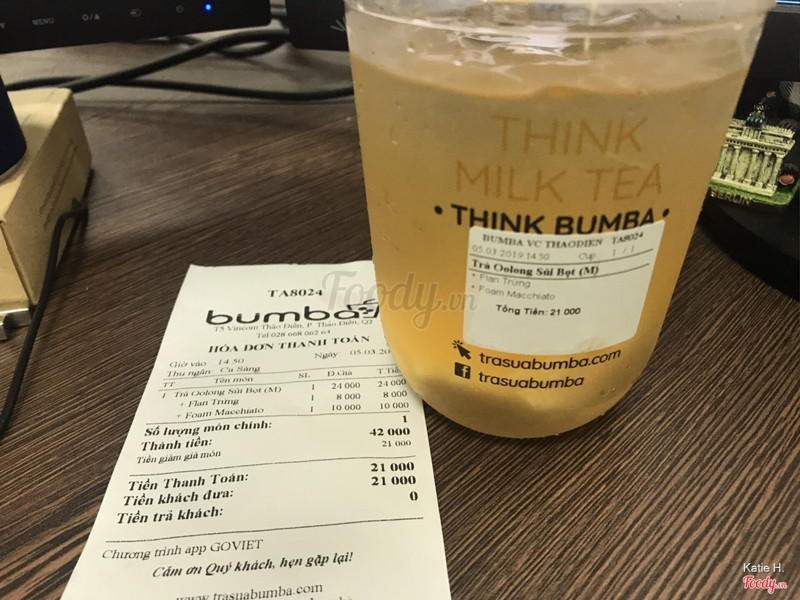 MENU
THINK
MILK TEA
• THINK BUMBA •
BUMBA VC THAODIEN TA8024
05.03.2019 14.50 Cup 1 / 1
Trà Oolong Sủi Bọt (M)
* Flan Trứng
* Foam Macchiato
Tổng Tiền: 21 000
trasuabumba.com
trasuabumba
BERLIN
Foody.vn
TA8024
bumba
T5 Vincom Thảo Điền, P. Thảo Điền, Q2
Tel 028 668 062 64
HÓA ĐƠN THANH TOÁN
Giờ vào 14.50 Ngày: 05.03.20
Thu ngân Ca Sáng
TT Tên món SL Đ.Giá T.Tiền
1 Trà Oolong Sủi Bọt (M) 1 24 000 24 000
+ Flan Trứng 1 8 000 8 000
+ Foam Macchiato 1 10 000 10 000
Số lượng món chính: 1
Thành tiền: 42 000
Tiền giảm giá món 21 000
Tiền Thanh Toán: 21 000
Tiền khách đưa: 21 000
Tiền trả khách: 0
Chương trình app GOVIET
Cảm ơn Quý khách, hẹn gặp lại!
www.trasuabumba.com
Katie H.
Foody.vn